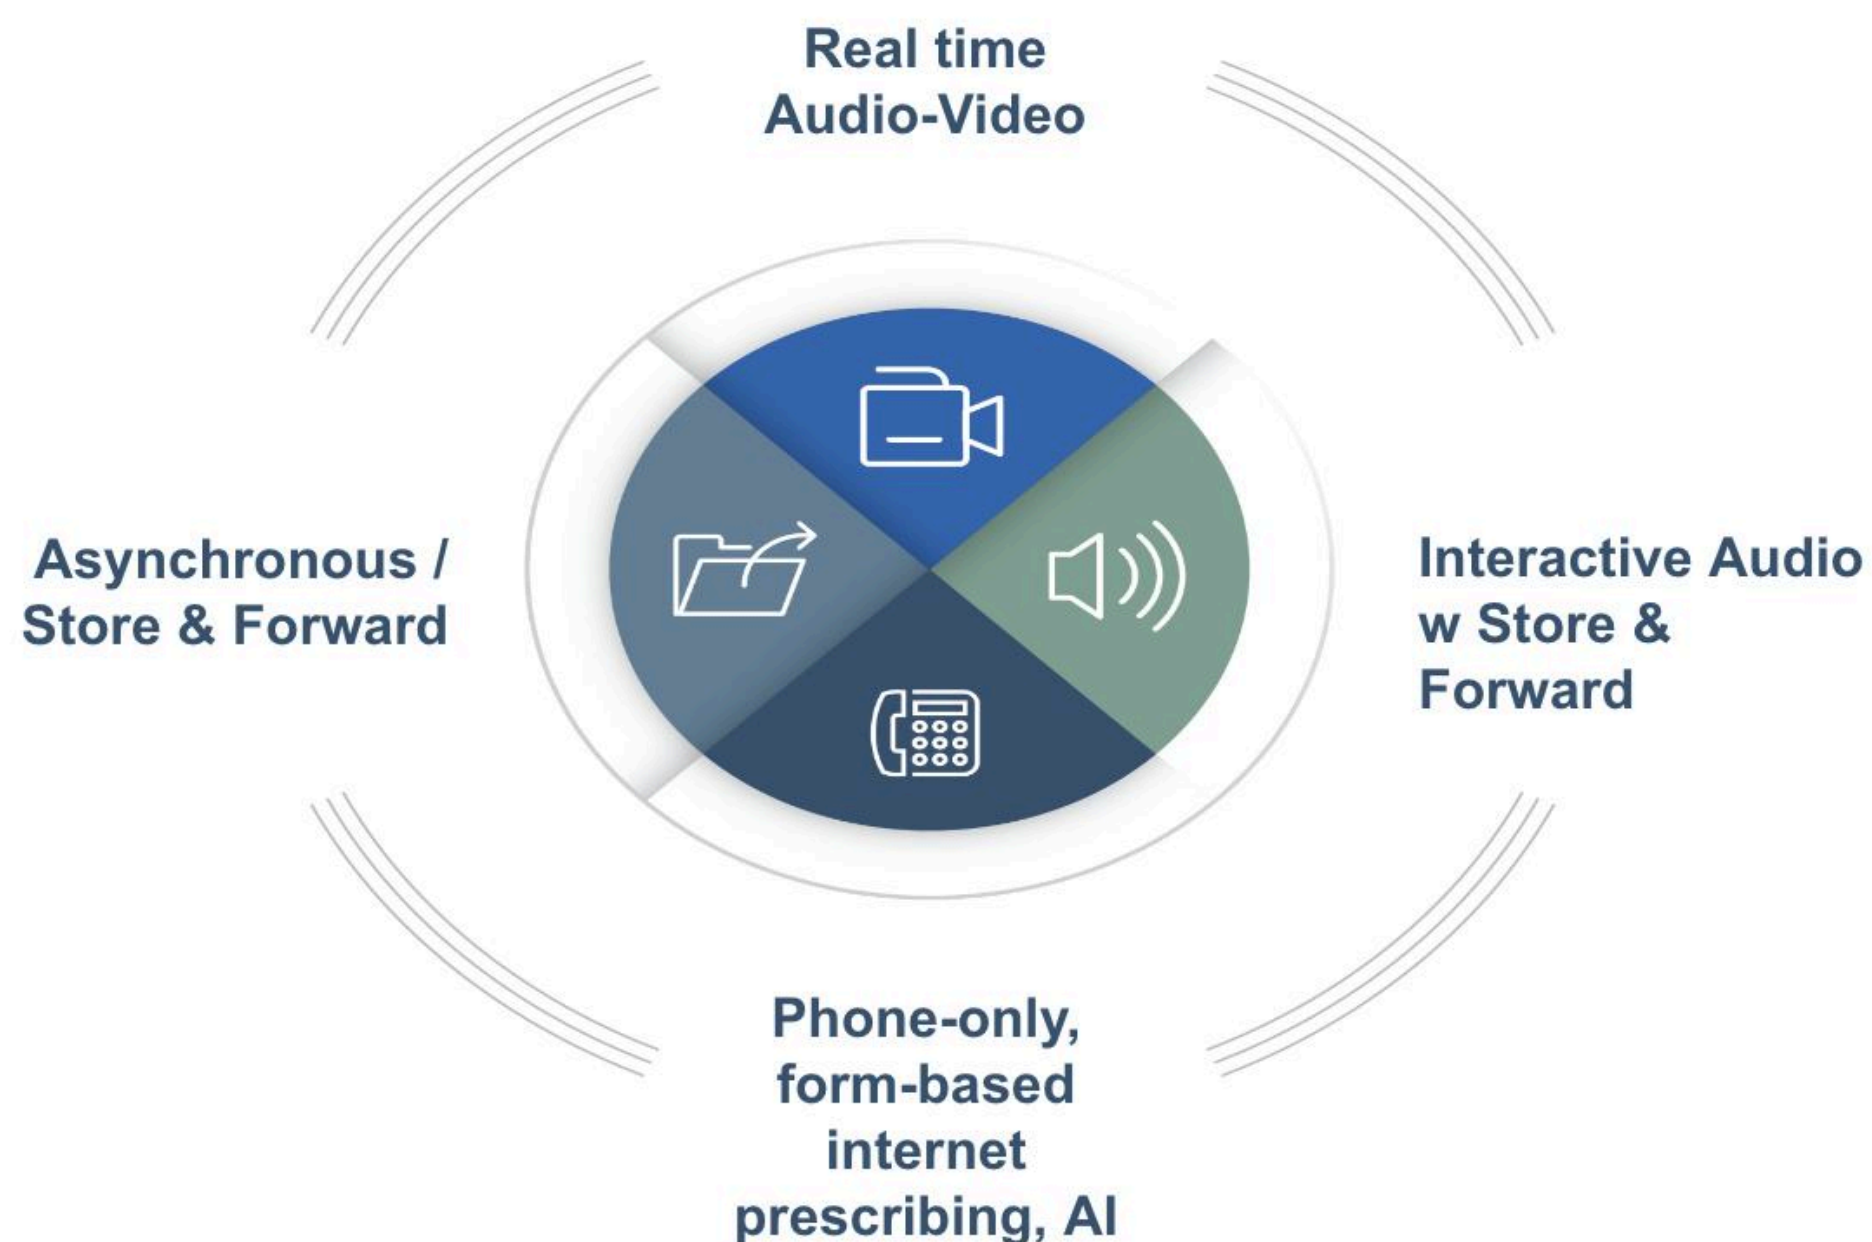 Real time
Audio-Video
Asynchronous /
Store & Forward
Interactive Audio
w Store &
Forward
Phone-only,
form-based
internet
prescribing, AI